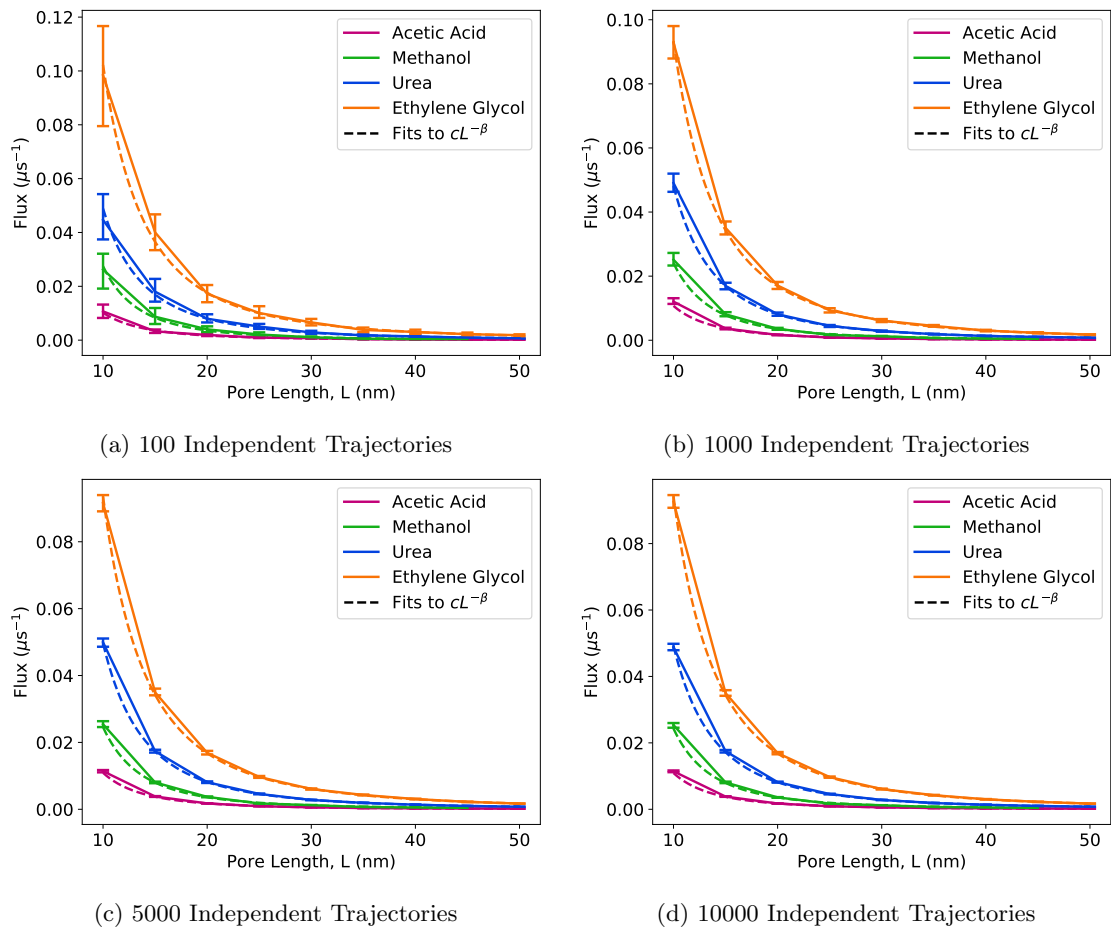 0.12
0.10
0.08
0.06
0.04
0.02
0.00
Flux (μs⁻¹)
10 20 30 40 50
Pore Length, L (nm)
Acetic Acid
Methanol
Urea
Ethylene Glycol
Fits to cL⁻ᵝ
(a) 100 Independent Trajectories
0.10
0.08
0.06
0.04
0.02
0.00
Flux (μs⁻¹)
10 20 30 40 50
Pore Length, L (nm)
Acetic Acid
Methanol
Urea
Ethylene Glycol
Fits to cL⁻ᵝ
(b) 1000 Independent Trajectories
0.08
0.06
0.04
0.02
0.00
Flux (μs⁻¹)
10 20 30 40 50
Pore Length, L (nm)
Acetic Acid
Methanol
Urea
Ethylene Glycol
Fits to cL⁻ᵝ
(c) 5000 Independent Trajectories
0.08
0.06
0.04
0.02
0.00
Flux (μs⁻¹)
10 20 30 40 50
Pore Length, L (nm)
Acetic Acid
Methanol
Urea
Ethylene Glycol
Fits to cL⁻ᵝ
(d) 10000 Independent Trajectories